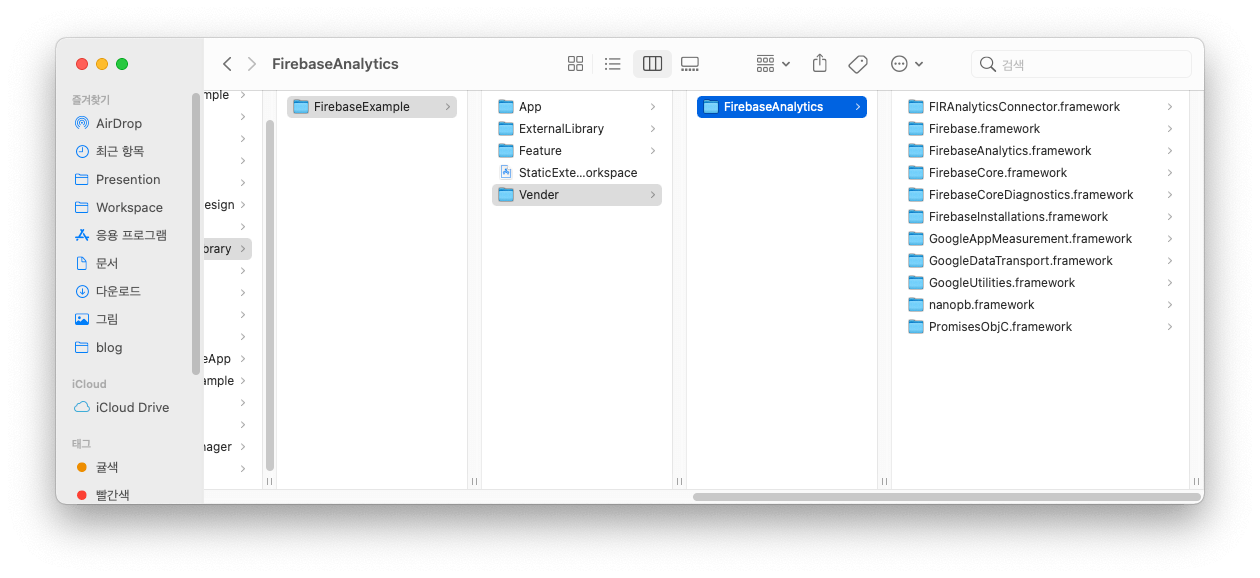 FirebaseAnalytics
검색
즐겨찾기
AirDrop
최근 항목
Presention
Workspace
응용 프로그램
문서
다운로드
그림
blog
iCloud
iCloud Drive
태그
귤색
빨간색
mple
esign
brary
eApp
ample
nager
FirebaseExample
App
ExternalLibrary
Feature
StaticExte...orkspace
Vender
FirebaseAnalytics
FIRAnalyticsConnector.framework
Firebase.framework
FirebaseAnalytics.framework
FirebaseCore.framework
FirebaseCoreDiagnostics.framework
FirebaseInstallations.framework
GoogleAppMeasurement.framework
GoogleDataTransport.framework
GoogleUtilities.framework
nanopb.framework
PromisesObjC.framework